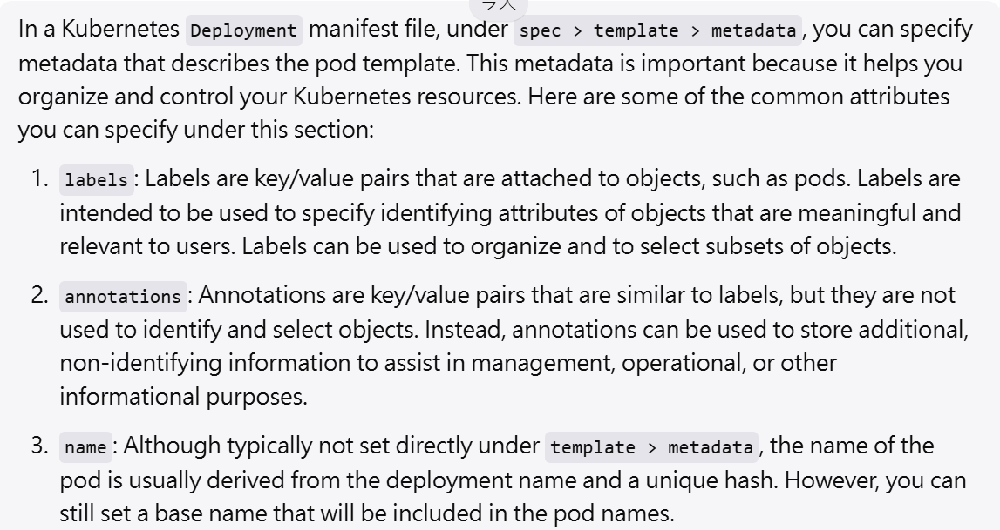 今天
In a Kubernetes Deployment manifest file, under spec > template > metadata, you can specify
metadata that describes the pod template. This metadata is important because it helps you
organize and control your Kubernetes resources. Here are some of the common attributes
you can specify under this section:
1. labels: Labels are key/value pairs that are attached to objects, such as pods. Labels are
intended to be used to specify identifying attributes of objects that are meaningful and
relevant to users. Labels can be used to organize and to select subsets of objects.
2. annotations: Annotations are key/value pairs that are similar to labels, but they are not
used to identify and select objects. Instead, annotations can be used to store additional,
non-identifying information to assist in management, operational, or other
informational purposes.
3. name: Although typically not set directly under template > metadata, the name of the
pod is usually derived from the deployment name and a unique hash. However, you can
still set a base name that will be included in the pod names.